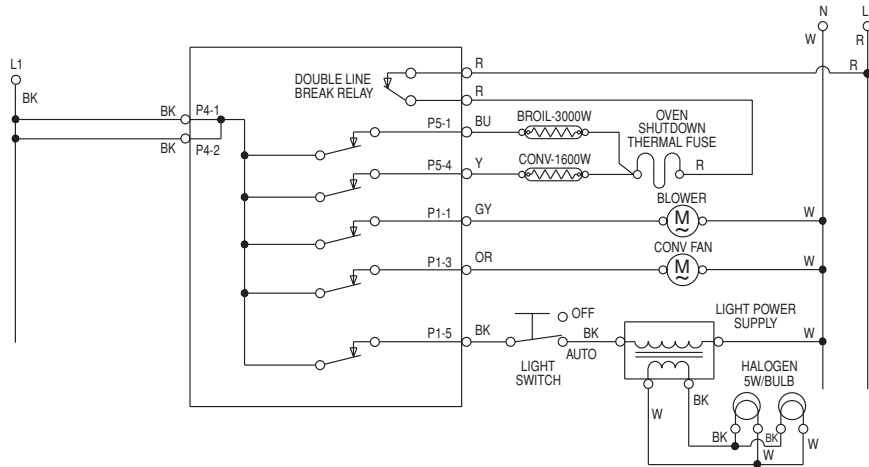 N
L
W
R
L1
BK
R
R
DOUBLE LINE
BREAK RELAY
R
BK
P4-1
BK
P4-2
P5-1
BU
BROIL-3000W
OVEN
SHUTDOWN
THERMAL FUSE
P5-4
Y
CONV-1600W
R
P1-1
GY
BLOWER
M
~
W
P1-3
OR
CONV FAN
M
~
W
P1-5
BK
OFF
AUTO
LIGHT
SWITCH
BK
LIGHT POWER
SUPPLY
W
W
BK
HALOGEN
5W/BULB
BK
BK
W
W